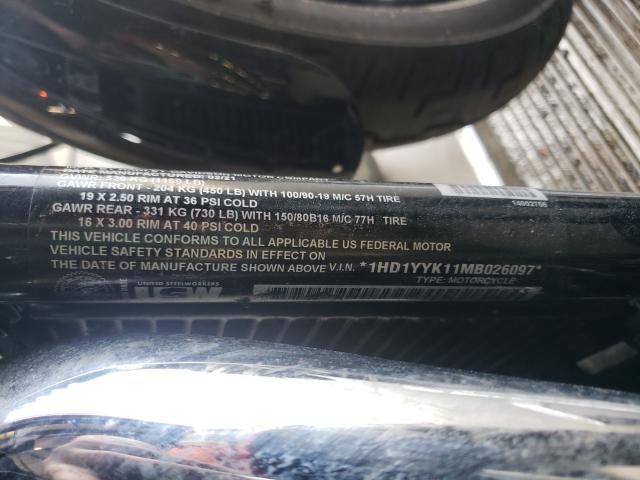 14002756
GAWR FRONT - 204 KG (450 LB) WITH 100/90-19 M/C 57H TIRE
19 X 2.50 RIM AT 36 PSI COLD
GAWR REAR - 331 KG (730 LB) WITH 150/80B16 M/C 77H TIRE
16 X 3.00 RIM AT 40 PSI COLD
THIS VEHICLE CONFORMS TO ALL APPLICABLE US FEDERAL MOTOR
VEHICLE SAFETY STANDARDS IN EFFECT ON
THE DATE OF MANUFACTURE SHOWN ABOVE V.I.N. *1HD1YYK11MB026097*
TYPE: MOTORCYCLE
UNITED STEELWORKERS